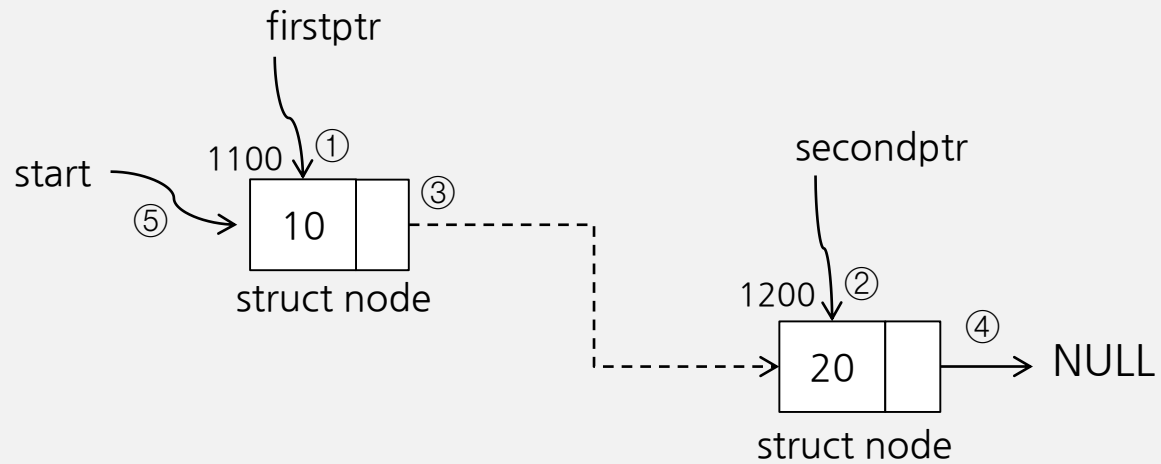 firstptr
1100 ①
start
⑤
10
③
struct node
secondptr
1200 ②
20
④
NULL
struct node